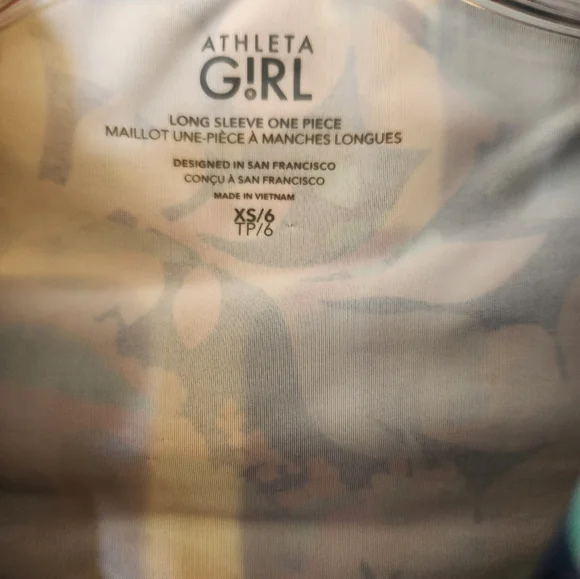 ATHLETA
G!RL
LONG SLEEVE ONE PIECE
MAILLOT UNE-PIÈCE À MANCHES LONGUES
DESIGNED IN SAN FRANCISCO
CONÇU À SAN FRANCISCO
MADE IN VIETNAM
XS/6
TP/6